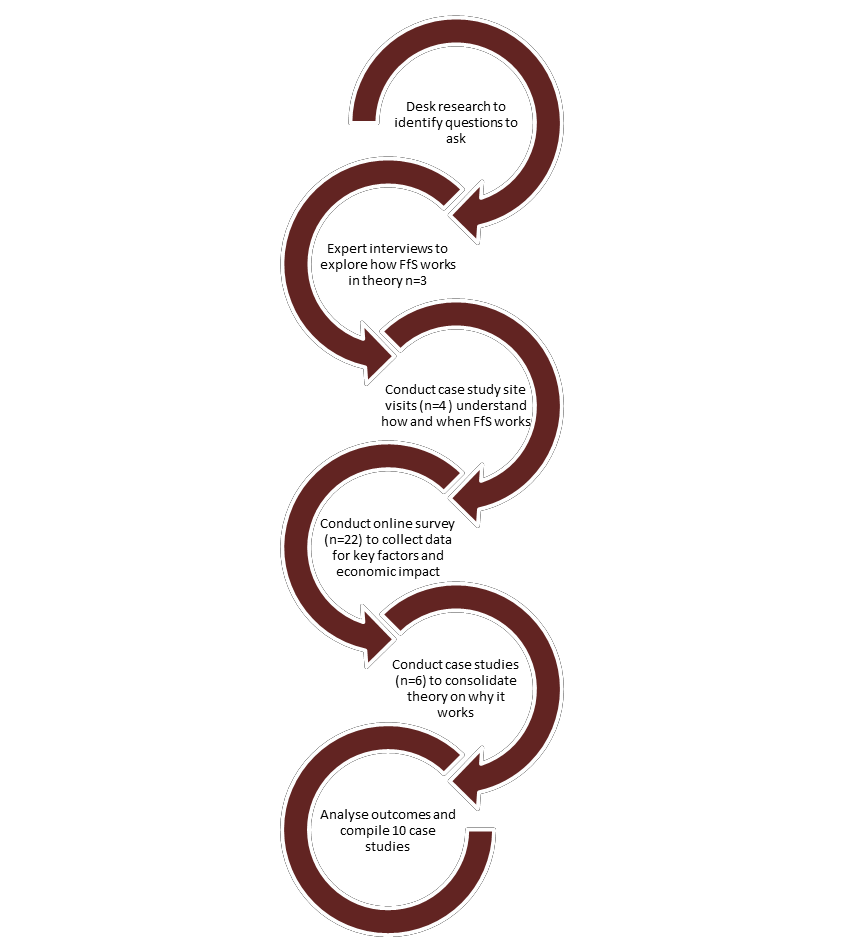 Desk research to
identify questions to
ask
Expert interviews to
explore how FfS works
in theory n=3
Conduct case study site
visits (n=4 ) understand
how and when FfS works
Conduct online survey
(n=22) to collect data
for key factors and
economic impact
Conduct case studies
(n=6) to consolidate
theory on why it
works
Analyse outcomes and
compile 10 case
studies